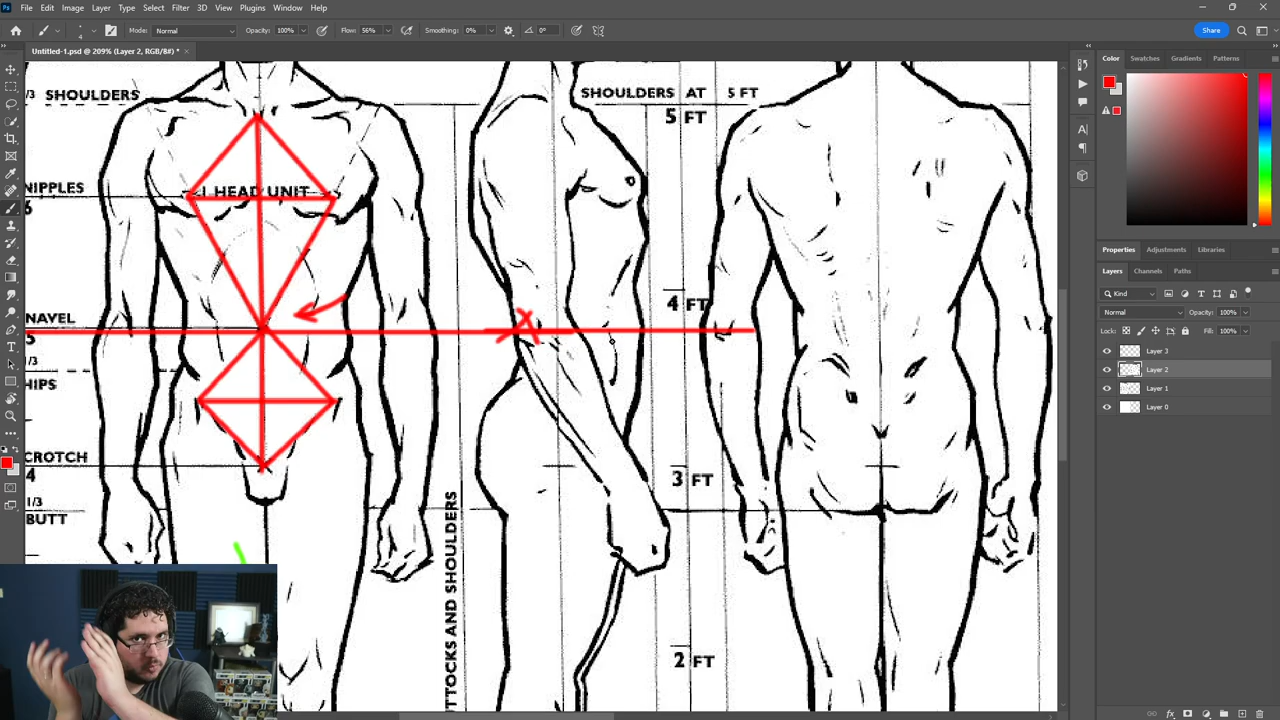 File Edit Image Layer Type Select Filter 3D View Plugins Window Help
Mode: Normal Opacity: 100% Flow: 56% Smoothing: 0% 0° Share
Untitled-1.psd @ 209% (Layer 2, RGB/8#) * ×
Color Swatches Gradients Patterns
/3 SHOULDERS
SHOULDERS AT 5 FT
5 FT
NIPPLES
6
1 HEAD UNIT
4 FT
NAVEL
5
1/3
HIPS
CROTCH
4
3 FT
1/3
BUTT
UTTOCKS AND SHOULDERS
2 FT
Properties Adjustments Libraries
Layers Channels Paths
Kind
Normal Opacity: 100%
Lock: Fill: 100%
Layer 3
Layer 2
Layer 1
Layer 0